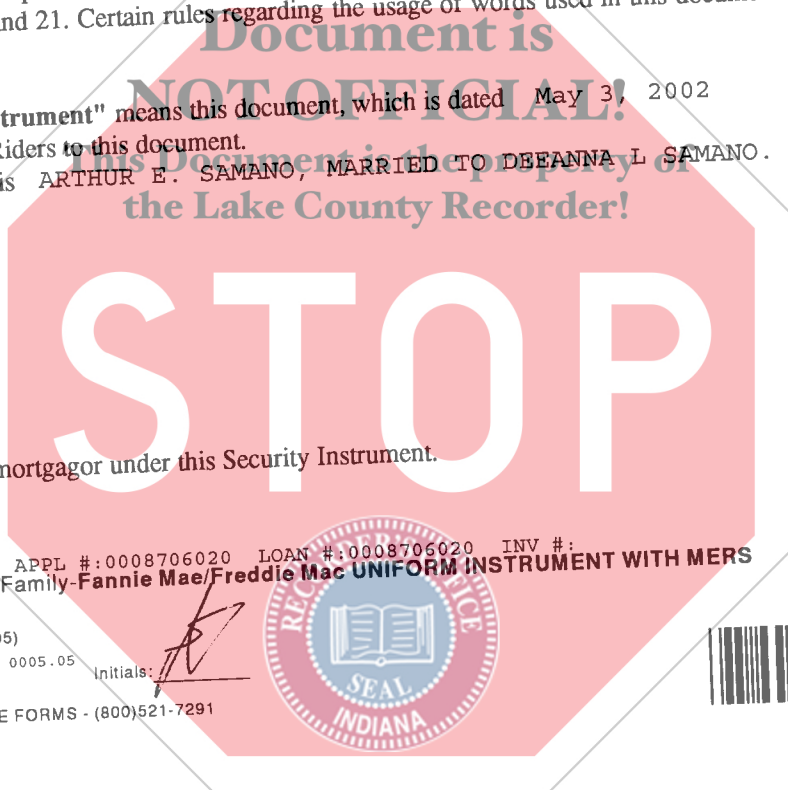 and 21. Certain rules regarding the usage of words used in this docume
Document is
NOT OFFICIAL!
trument" means this document, which is dated May 3, 2002
Riders to this document.
This Document is the property of
is ARTHUR E. SAMANO, MARRIED TO DEEANNA L SAMANO.
the Lake County Recorder!
STOP
mortgagor under this Security Instrument.
APPL #:0008706020 LOAN #:0008706020 INV #:
Family-Fannie Mae/Freddie Mac UNIFORM INSTRUMENT WITH MERS
RECORDER'S OFFICE
05)
0005.05 Initials:
SEAL
E FORMS - (800)521-7291
INDIANA